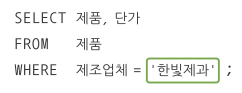 SELECT 제품, 단가
FROM 제품
WHERE 제조업체 = '한빛제과' ;